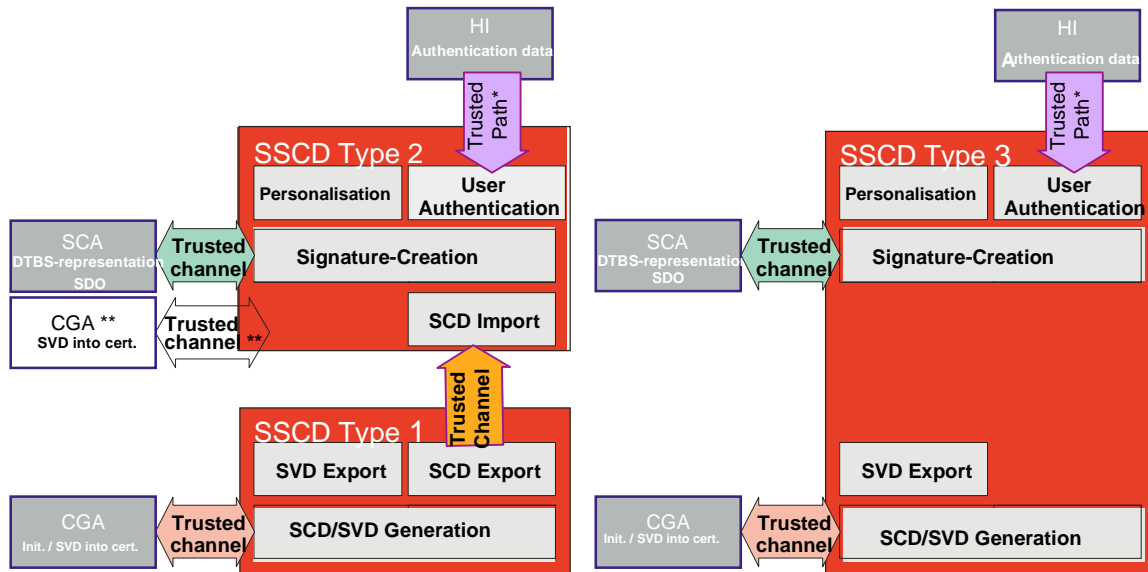 HI
Authentication data
Trusted
Path*
SSCD Type 2
Personalisation
User
Authentication
SCA
DTBS-representation
SDO
Trusted
channel
Signature-Creation
CGA **
SVD into cert.
Trusted
channel **
SCD Import
Trusted
Channel
SSCD Type 1
SVD Export
SCD Export
CGA
Init. / SVD into cert.
Trusted
channel
SCD/SVD Generation
HI
Authentication data
Trusted
Path*
SSCD Type 3
Personalisation
User
Authentication
SCA
DTBS-representation
SDO
Trusted
channel
Signature-Creation
SVD Export
CGA
Init. / SVD into cert.
Trusted
channel
SCD/SVD Generation